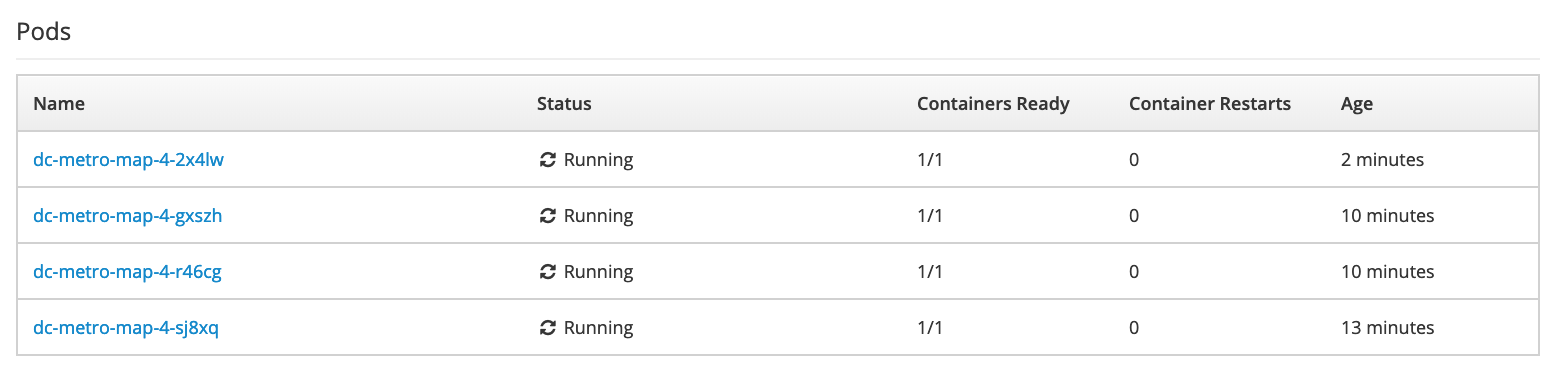 Pods
Name Status Containers Ready Container Restarts Age
dc-metro-map-4-2x4lw Running 1/1 0 2 minutes
dc-metro-map-4-gxszh Running 1/1 0 10 minutes
dc-metro-map-4-r46cg Running 1/1 0 10 minutes
dc-metro-map-4-sj8xq Running 1/1 0 13 minutes